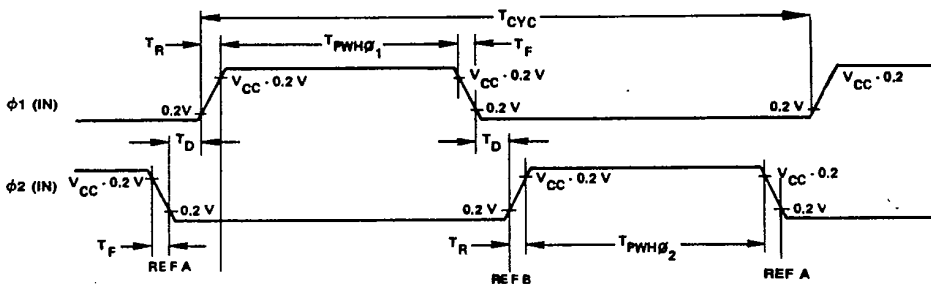 T_CYC
T_R T_PWHØ1 T_F
V_CC - 0.2 V V_CC - 0.2 V V_CC - 0.2
ϕ1 (IN) 0.2V 0.2 V 0.2 V
T_D T_D
V_CC - 0.2 V V_CC - 0.2 V V_CC - 0.2
ϕ2 (IN) 0.2 V 0.2 V 0.2 V
T_F T_R T_PWHØ2
REF A REF B REF A